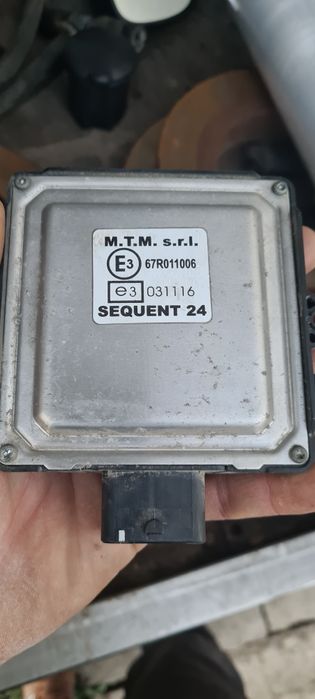 M.T.M. s.r.l.
E3 67R011006
e3 031116
SEQUENT 24